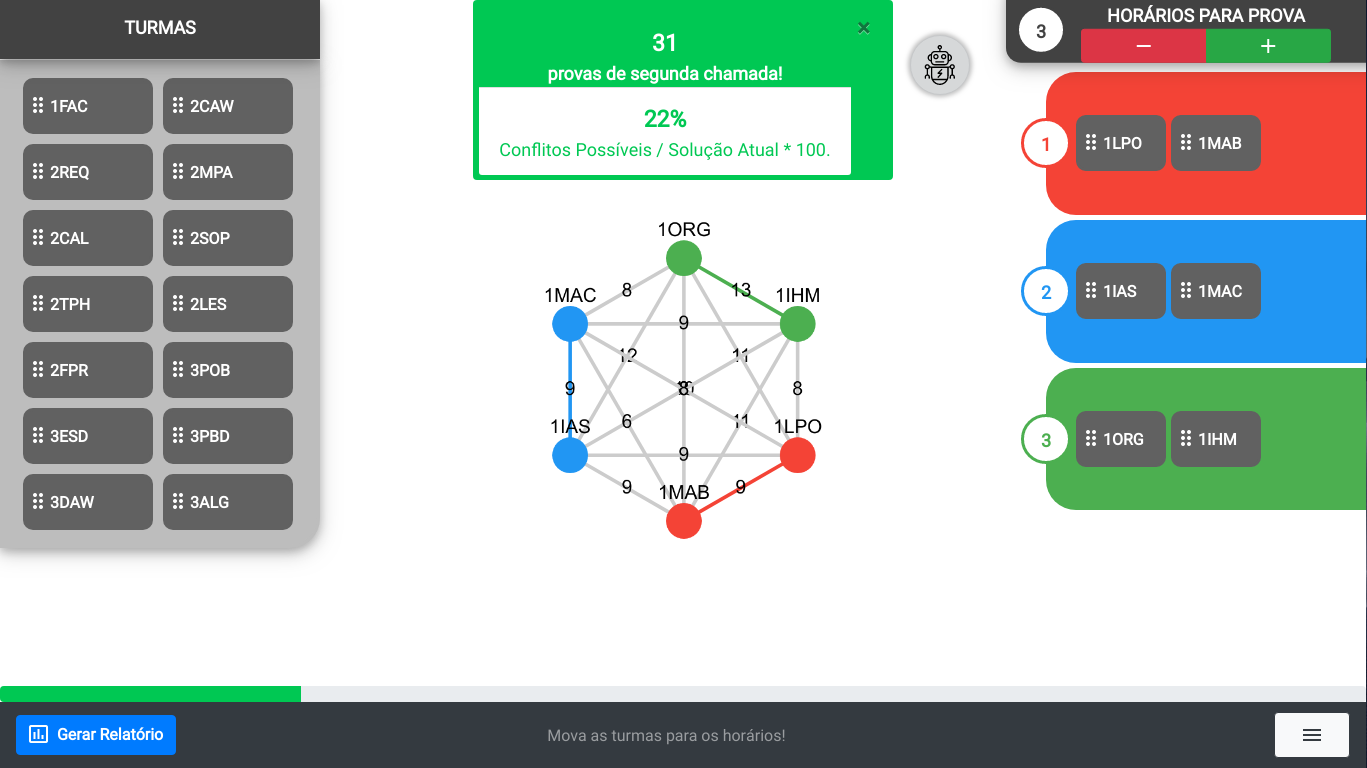 TURMAS
1FAC
2CAW
2REQ
2MPA
2CAL
2SOP
2TPH
2LES
2FPR
3POB
3ESD
3PBD
3DAW
3ALG
×
31
provas de segunda chamada!
22%
Conflitos Possíveis / Solução Atual * 100.
1ORG
8
13
1MAC
1IHM
9
12
11
9
8
8
6
11
1IAS
1LPO
9
9
1MAB
9
3
HORÁRIOS PARA PROVA
−
+
1
1LPO
1MAB
2
1IAS
1MAC
3
1ORG
1IHM
Gerar Relatório
Mova as turmas para os horários!